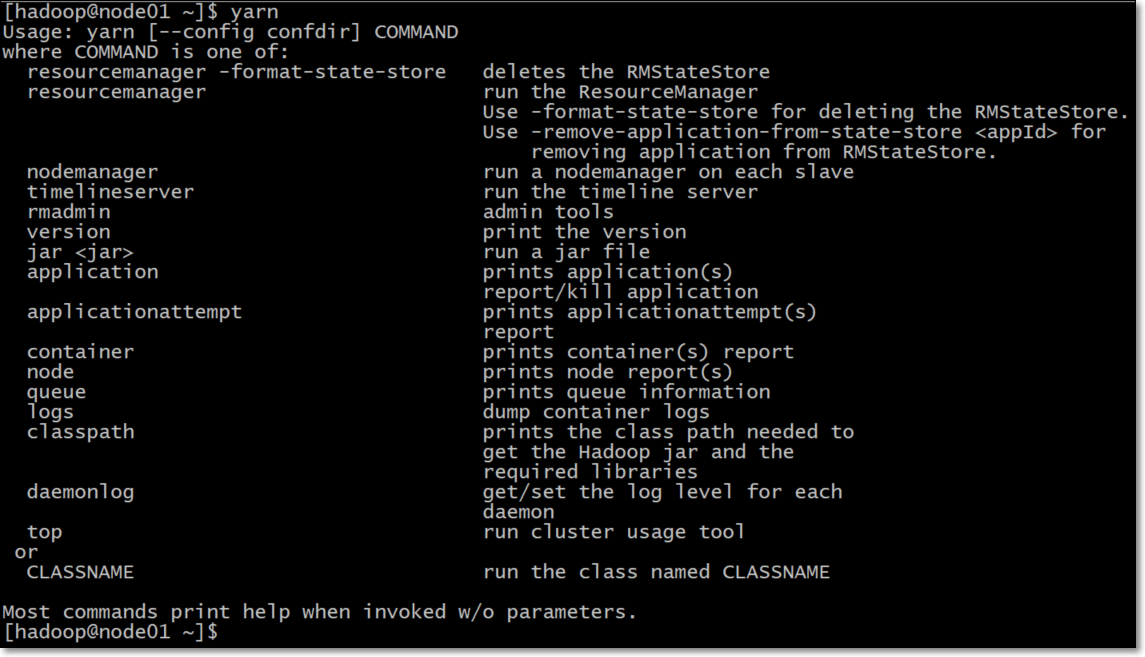 [hadoop@node01 ~]$ yarn
Usage: yarn [--config confdir] COMMAND
where COMMAND is one of:
  resourcemanager -format-state-store   deletes the RMStateStore
  resourcemanager                       run the ResourceManager
                                        Use -format-state-store for deleting the RMStateStore.
                                        Use -remove-application-from-state-store <appId> for
                                            removing application from RMStateStore.
  nodemanager                           run a nodemanager on each slave
  timelineserver                        run the timeline server
  rmadmin                               admin tools
  version                               print the version
  jar <jar>                             run a jar file
  application                           prints application(s)
                                        report/kill application
  applicationattempt                    prints applicationattempt(s)
                                        report
  container                             prints container(s) report
  node                                  prints node report(s)
  queue                                 prints queue information
  logs                                  dump container logs
  classpath                             prints the class path needed to
                                        get the Hadoop jar and the
                                        required libraries
  daemonlog                             get/set the log level for each
                                        daemon
  top                                   run cluster usage tool
 or
  CLASSNAME                             run the class named CLASSNAME

Most commands print help when invoked w/o parameters.
[hadoop@node01 ~]$